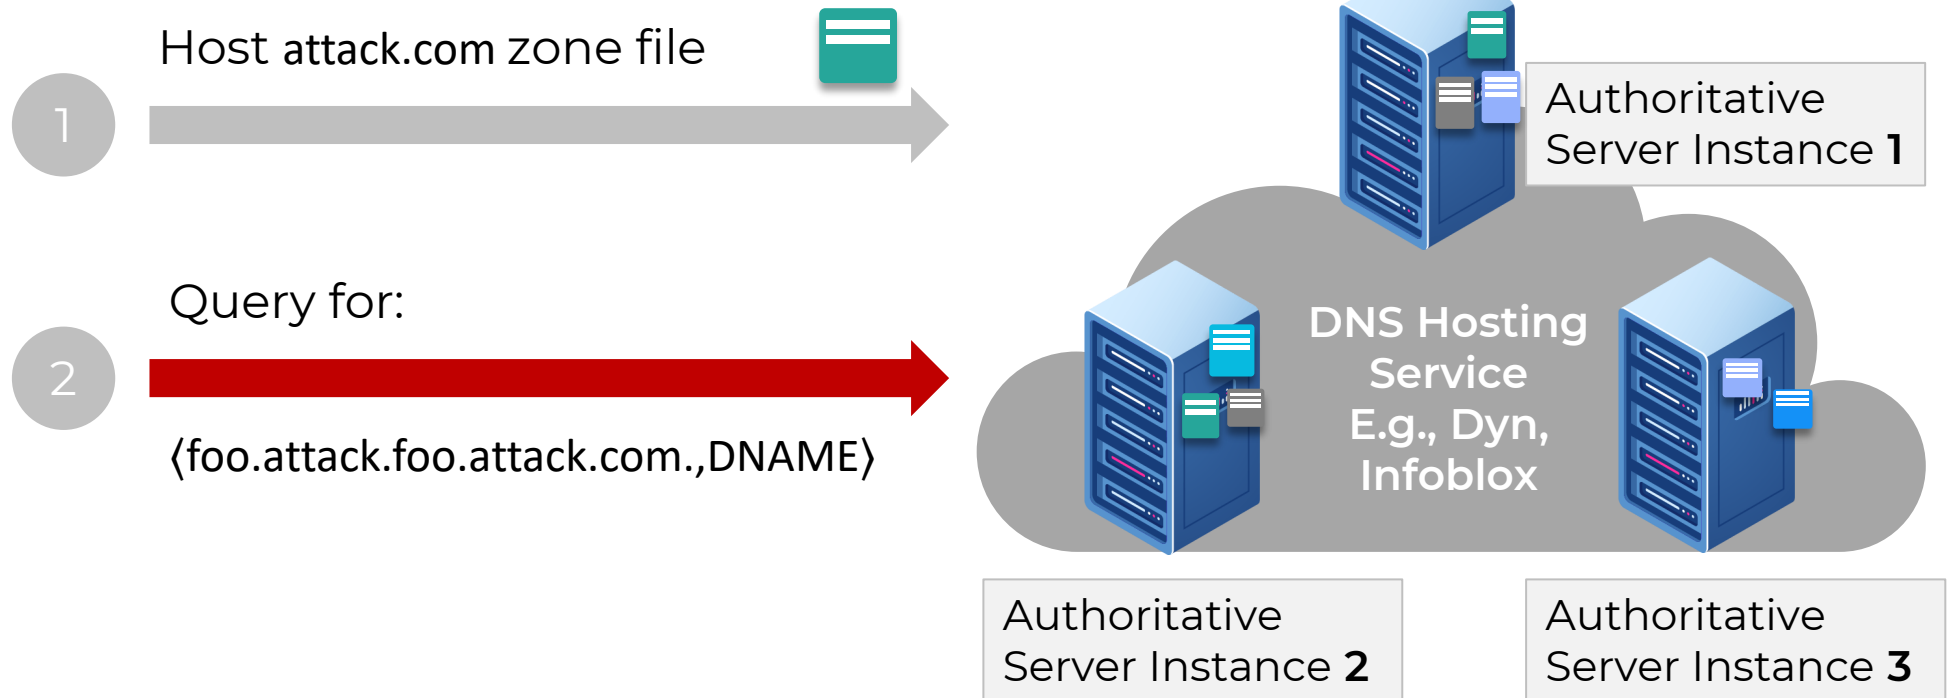 1
Host attack.com zone file
2
Query for:
⟨foo.attack.foo.attack.com.,DNAME⟩
Authoritative
Server Instance 1
DNS Hosting
Service
E.g., Dyn,
Infoblox
Authoritative
Server Instance 2
Authoritative
Server Instance 3